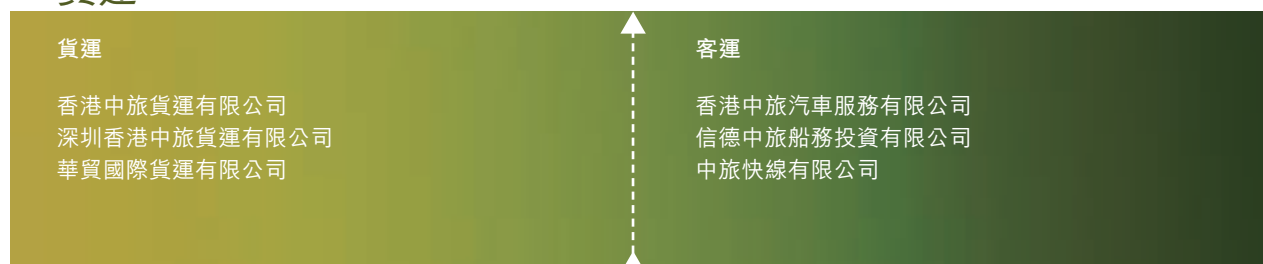 貨運
香港中旅貨運有限公司
深圳香港中旅貨運有限公司
華貿國際貨運有限公司
客運
香港中旅汽車服務有限公司
信德中旅船務投資有限公司
中旅快線有限公司